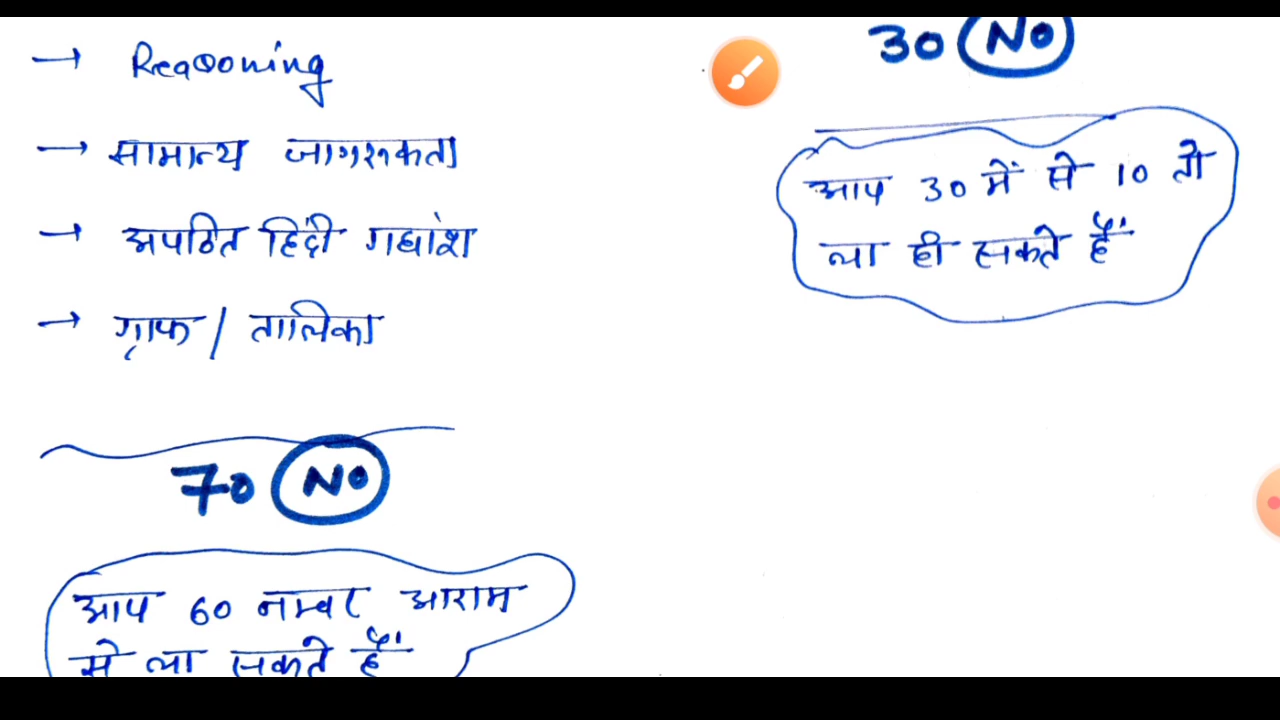 → Reasoning
→ सामान्य जागरूकता
→ अपठित हिंदी गद्यांश
→ ग्राफ / तालिका
70 No
आप 60 नम्बर आराम
से ला सकते हैं
30 No
आप 30 में से 10 तो
ला ही सकते हैं